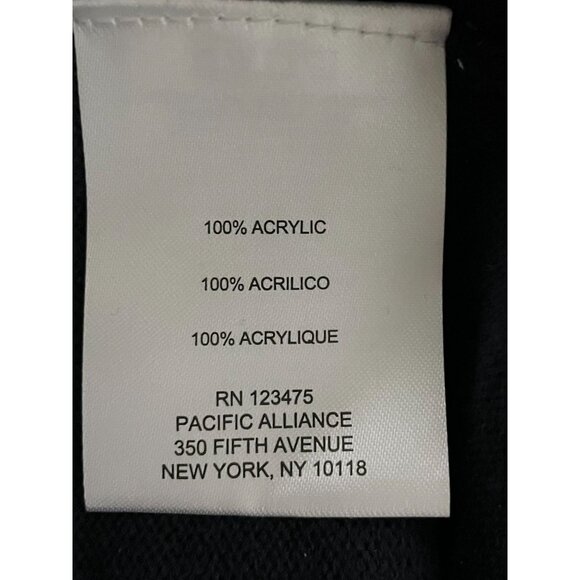 100% ACRYLIC
100% ACRILICO
100% ACRYLIQUE
RN 123475
PACIFIC ALLIANCE
350 FIFTH AVENUE
NEW YORK, NY 10118